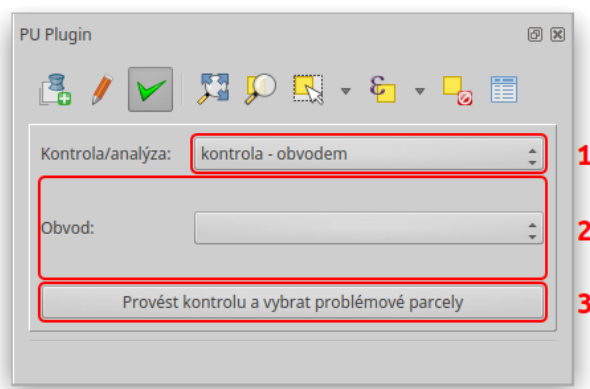 PU Plugin
Kontrola/analýza: kontrola - obvodem 1
Obvod: 2
Provést kontrolu a vybrat problémové parcely 3